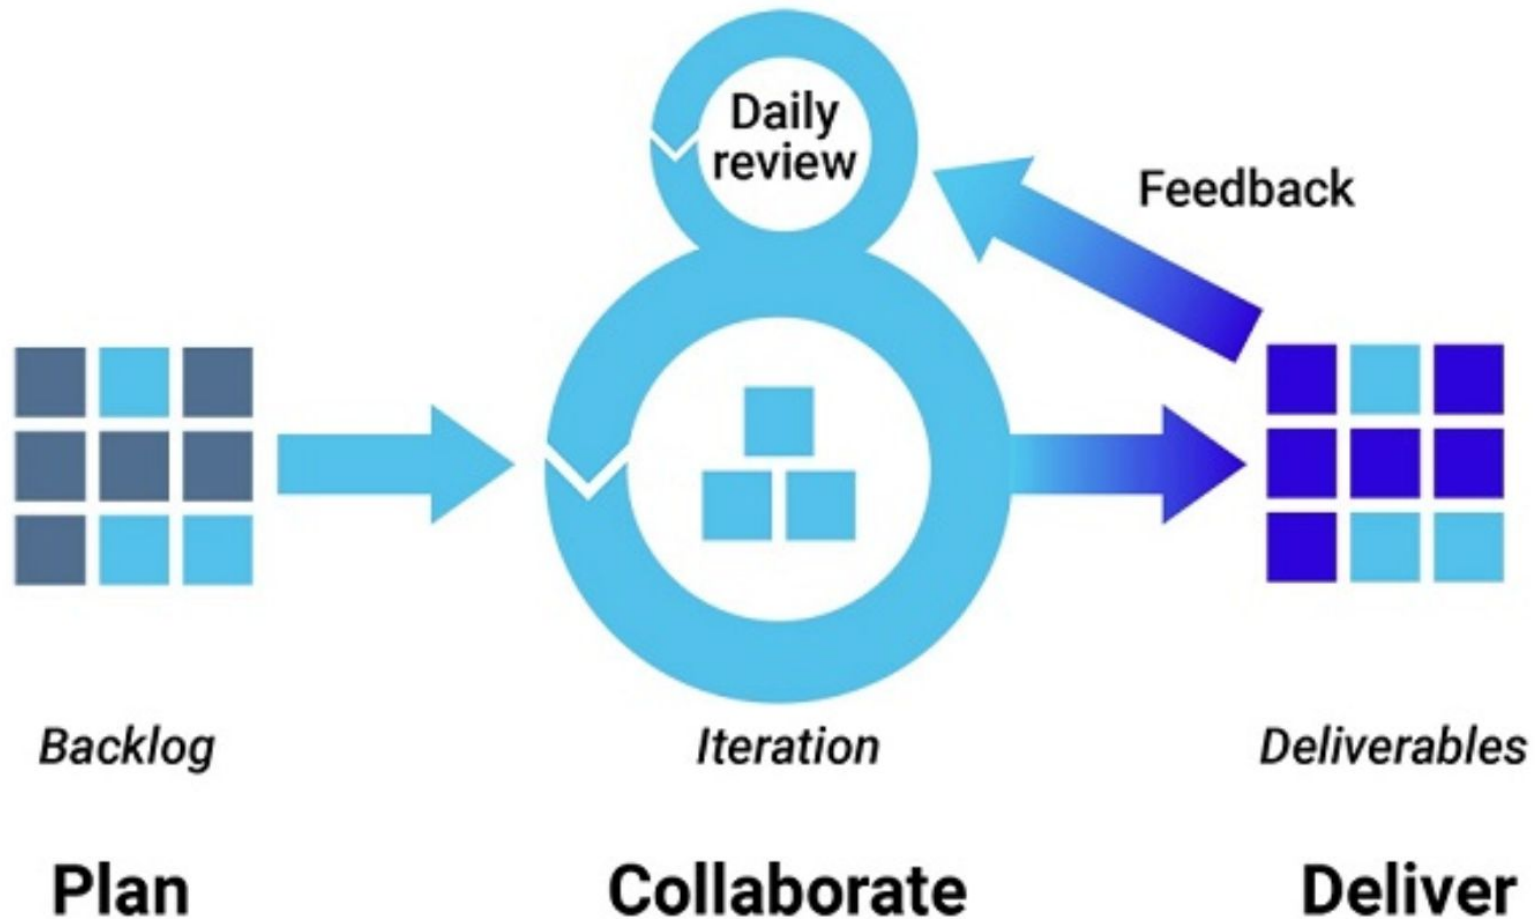 Daily
review
Feedback
Backlog
Iteration
Deliverables
Plan
Collaborate
Deliver